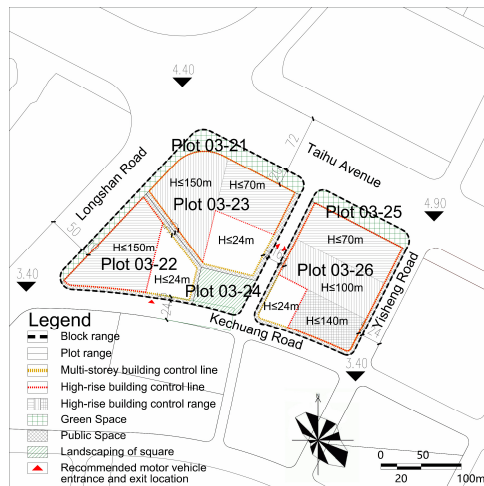 4.40
Plot 03-21
72
Taihu Avenue
Longshan Road
H≤150m
H≤70m
Plot 03-23
Plot 03-25
4.90
50
H≤150m
H≤24m
H≤70m
Plot 03-22
Plot 03-26
H≤24m
H≤100m
3.40
Plot 03-24
H≤24m
H≤140m
Yisheng Road
24
Kechuang Road
3.40
Legend
Block range
Plot range
Multi-storey building control line
High-rise building control line
High-rise building control range
Green Space
Public Space
Landscaping of square
Recommended motor vehicle
entrance and exit location
0 50
20 100m